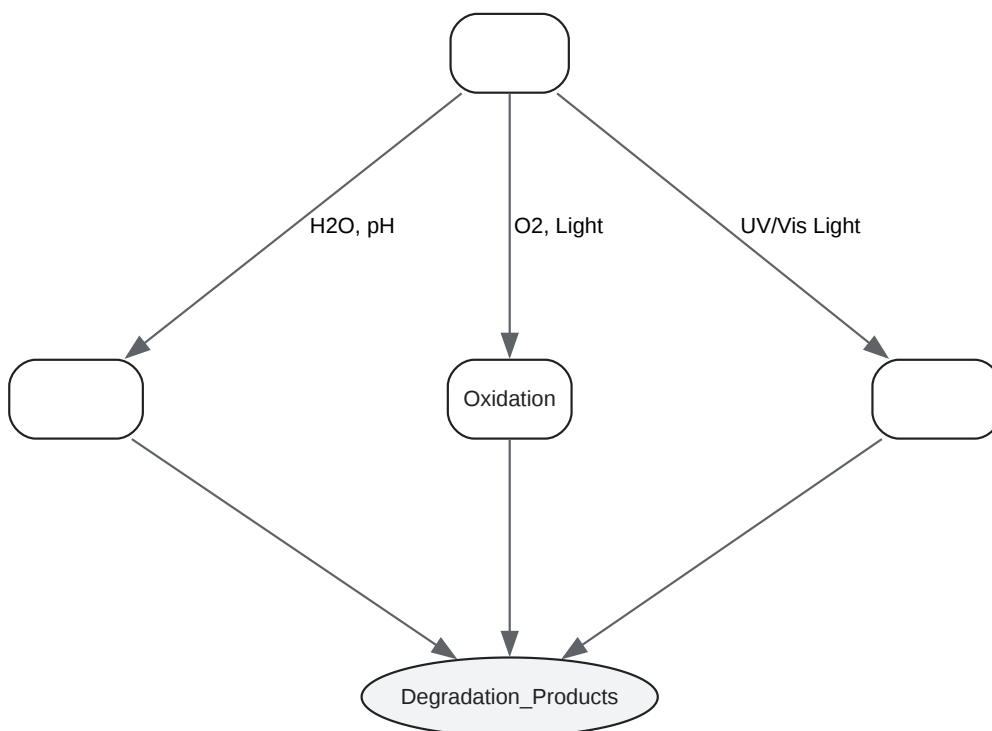 H2O, pH
O2, Light
UV/Vis Light
Oxidation
Degradation_Products